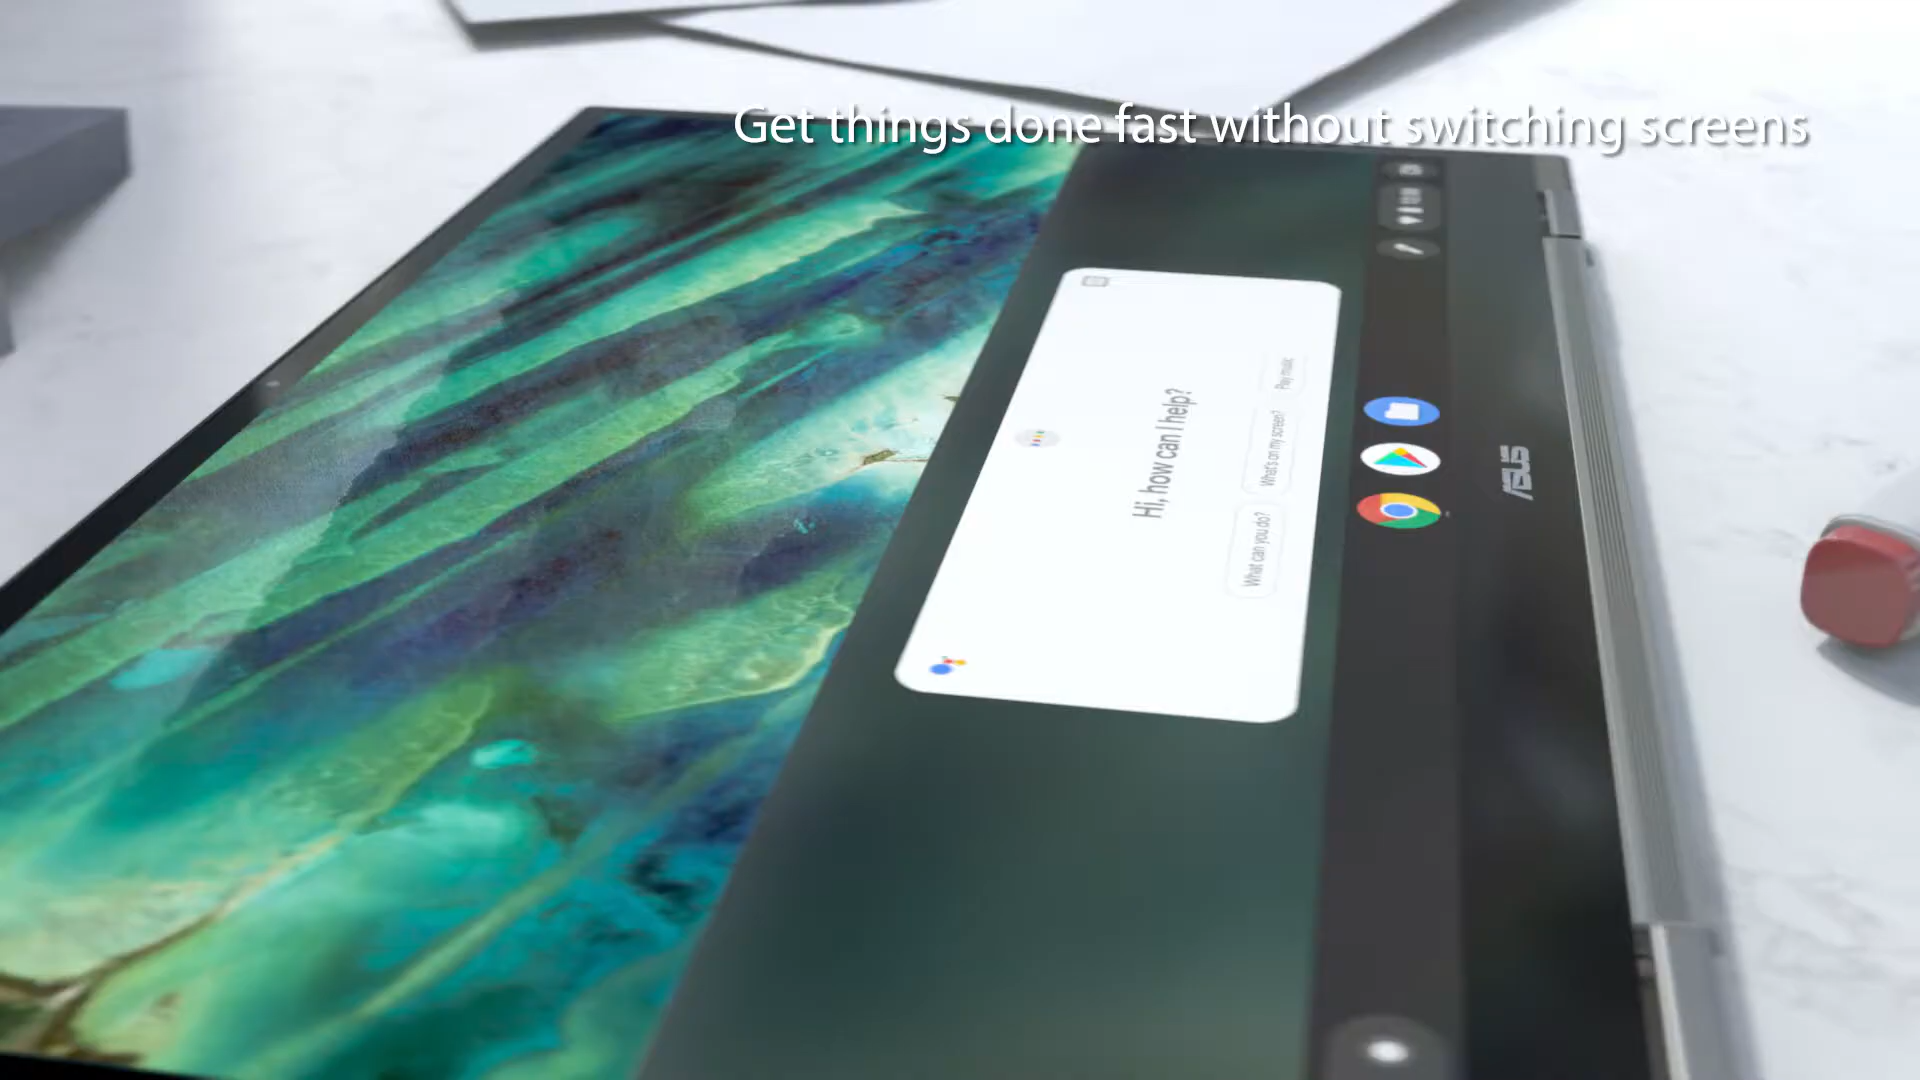 Get things done fast without switching screens
Hi, how can I help?
What can you do?
What's on my screen?
Play music
ASUS